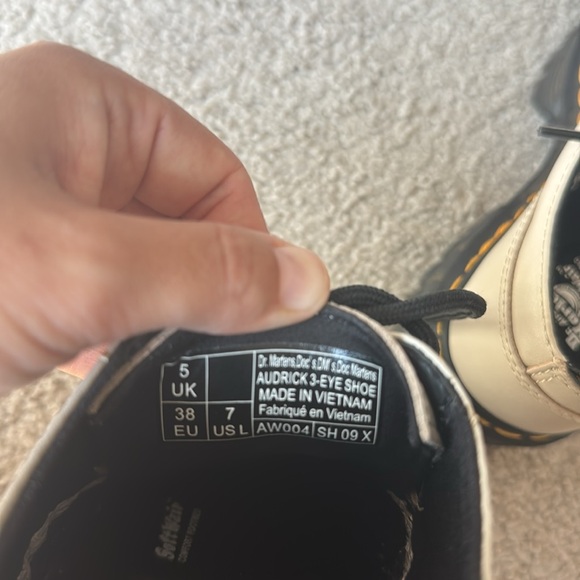 5
UK
38
EU
7
US L
Dr. Martens.Doc's.DM's.Doc.Martens
AUDRICK 3-EYE SHOE
MADE IN VIETNAM
Fabriqué en Vietnam
AW004 SH 09 X
SoftWair